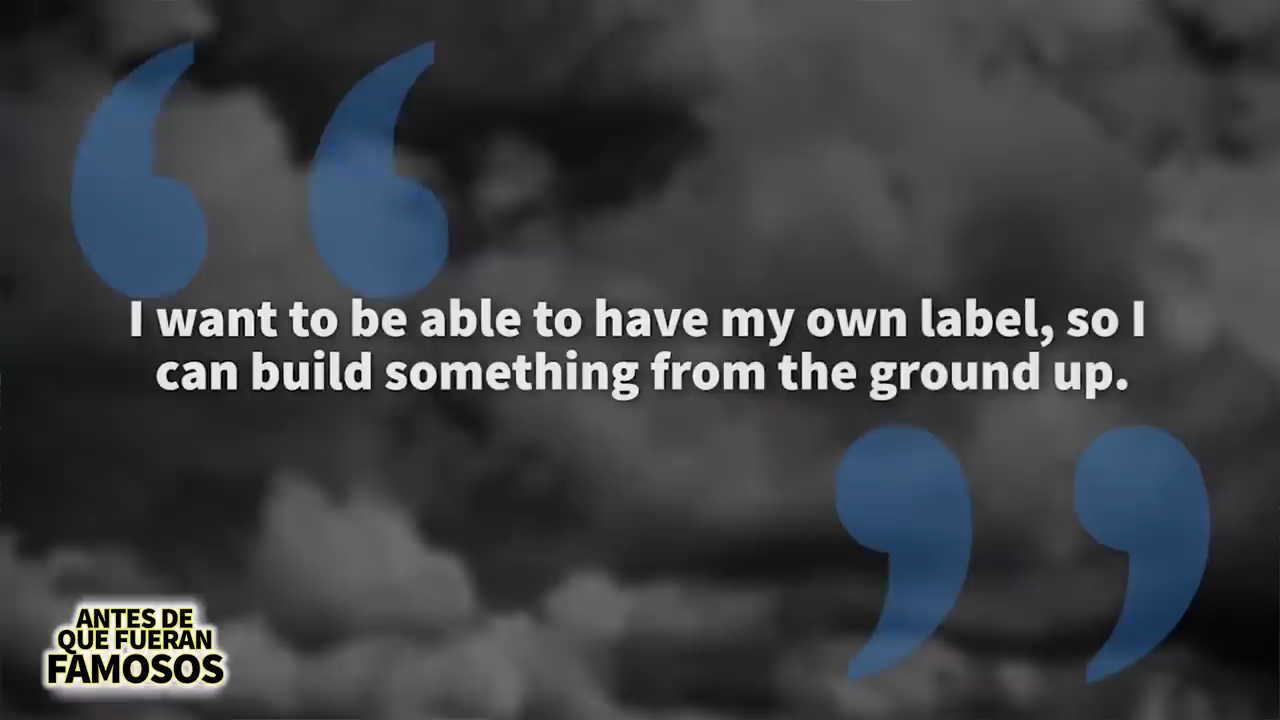 I want to be able to have my own label, so I
can build something from the ground up.
ANTES DE
QUE FUERAN
FAMOSOS